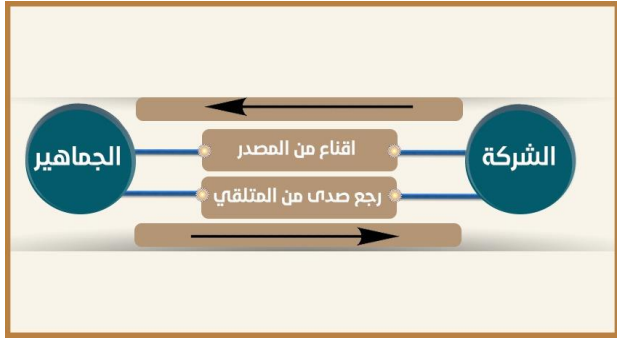 الشركة
اقناع من المصدر
رجع صدى من المتلقي
الجماهير